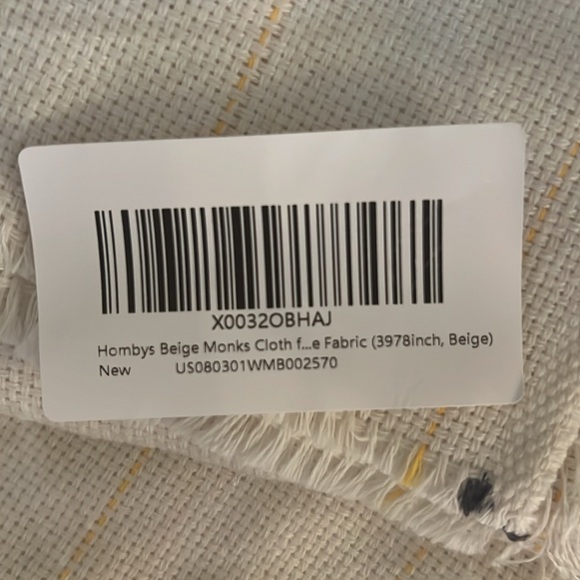 X0032OBHAJ
Hombys Beige Monks Cloth f...e Fabric (3978inch, Beige)
New US080301WMB002570